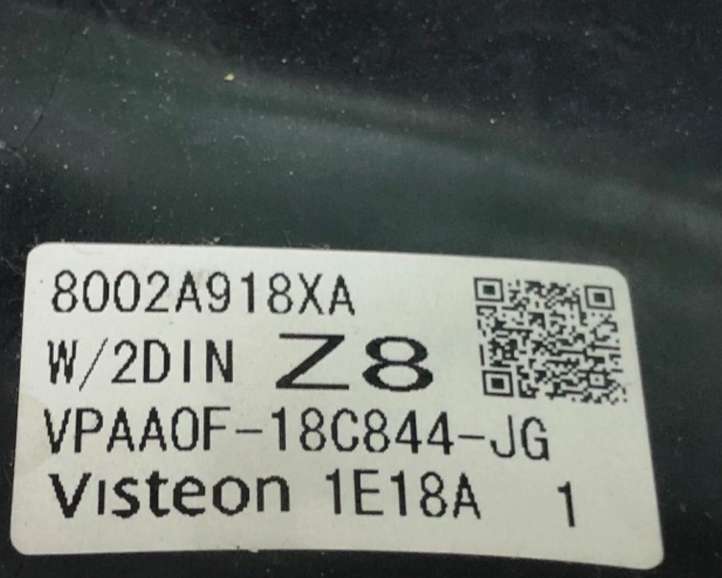 8002A918XA
W/2DIN Z8
VPAA0F-18C844-JG
Visteon 1E18A 1